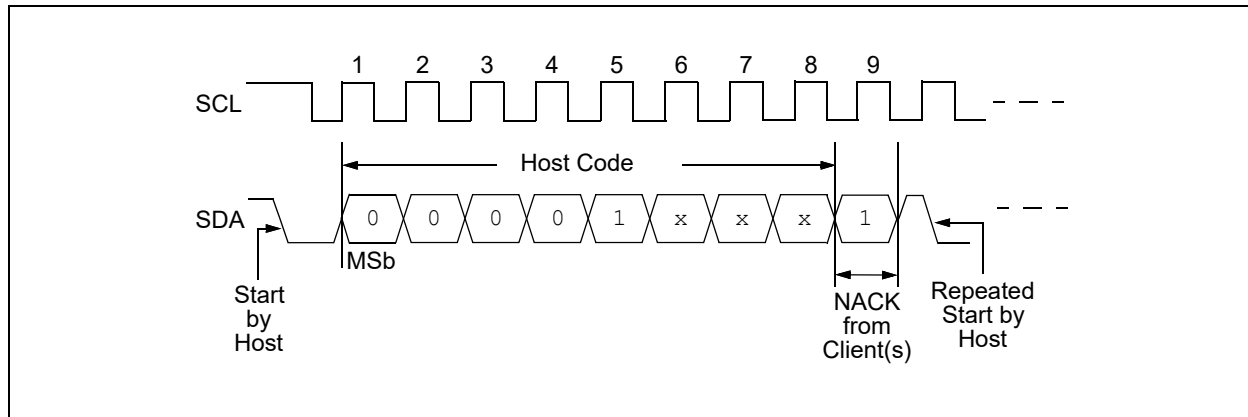 1 2 3 4 5 6 7 8 9
SCL
Host Code
SDA
0 0 0 0 1 x x x 1
MSb
Start
by
Host
NACK
from
Client(s)
Repeated
Start by
Host